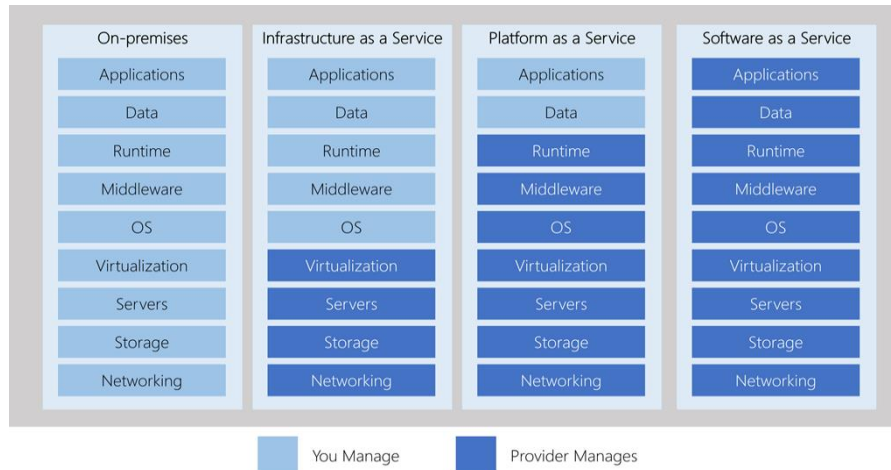 On-premises
Infrastructure as a Service
Platform as a Service
Software as a Service
Applications
Applications
Applications
Applications
Data
Data
Data
Data
Runtime
Runtime
Runtime
Runtime
Middleware
Middleware
Middleware
Middleware
OS
OS
OS
OS
Virtualization
Virtualization
Virtualization
Virtualization
Servers
Servers
Servers
Servers
Storage
Storage
Storage
Storage
Networking
Networking
Networking
Networking
You Manage
Provider Manages